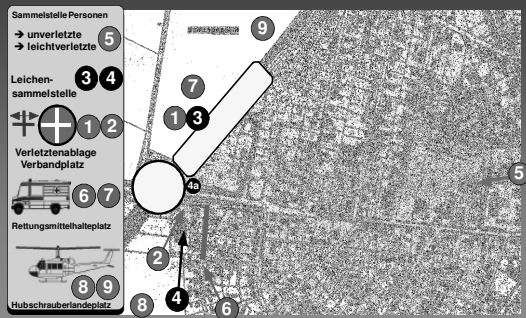 Sammelstelle Personen
➔ unverletzte
➔ leichtverletzte
5
Leichen-
sammelstelle
3 4
1 2
Verletztenablage
Verbandplatz
6 7
Rettungsmittelhalteplatz
8 9
Hubschrauberlandeplatz
9
7
1 3
4a
5
2
4
8
6